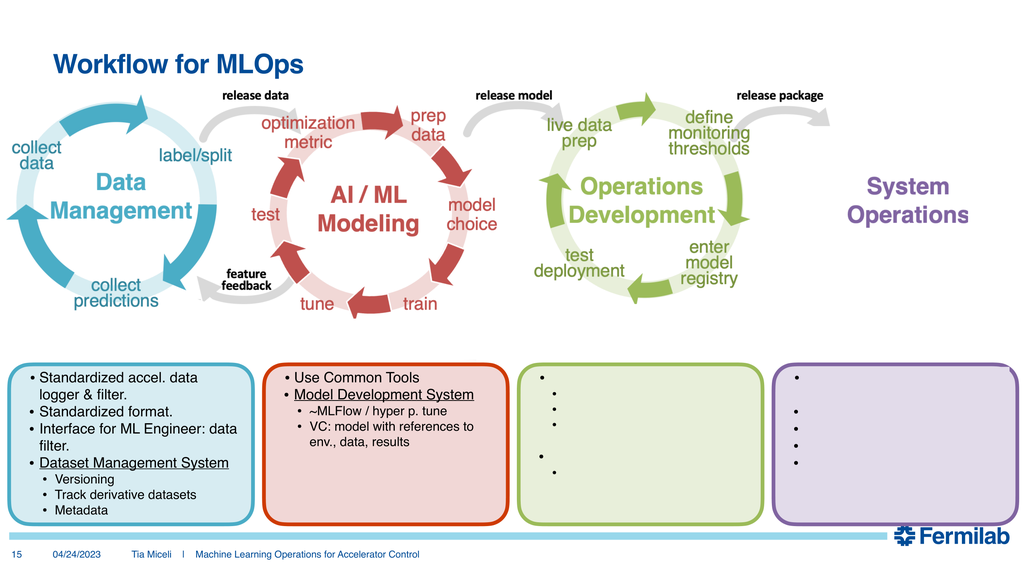 Workflow for MLOps
release data
release model
release package
collect
data
label/split
Data
Management
collect
predictions
feature
feedback
optimization
metric
prep
data
test
AI / ML
Modeling
model
choice
tune
train
live data
prep
define
monitoring
thresholds
Operations
Development
test
deployment
enter
model
registry
System
Operations
• Standardized accel. data
logger & filter.
• Standardized format.
• Interface for ML Engineer: data
filter.
• Dataset Management System
• Versioning
• Track derivative datasets
• Metadata
• Use Common Tools
• Model Development System
• ~MLFlow / hyper p. tune
• VC: model with references to
env., data, results
15 04/24/2023 Tia Miceli | Machine Learning Operations for Accelerator Control
Fermilab